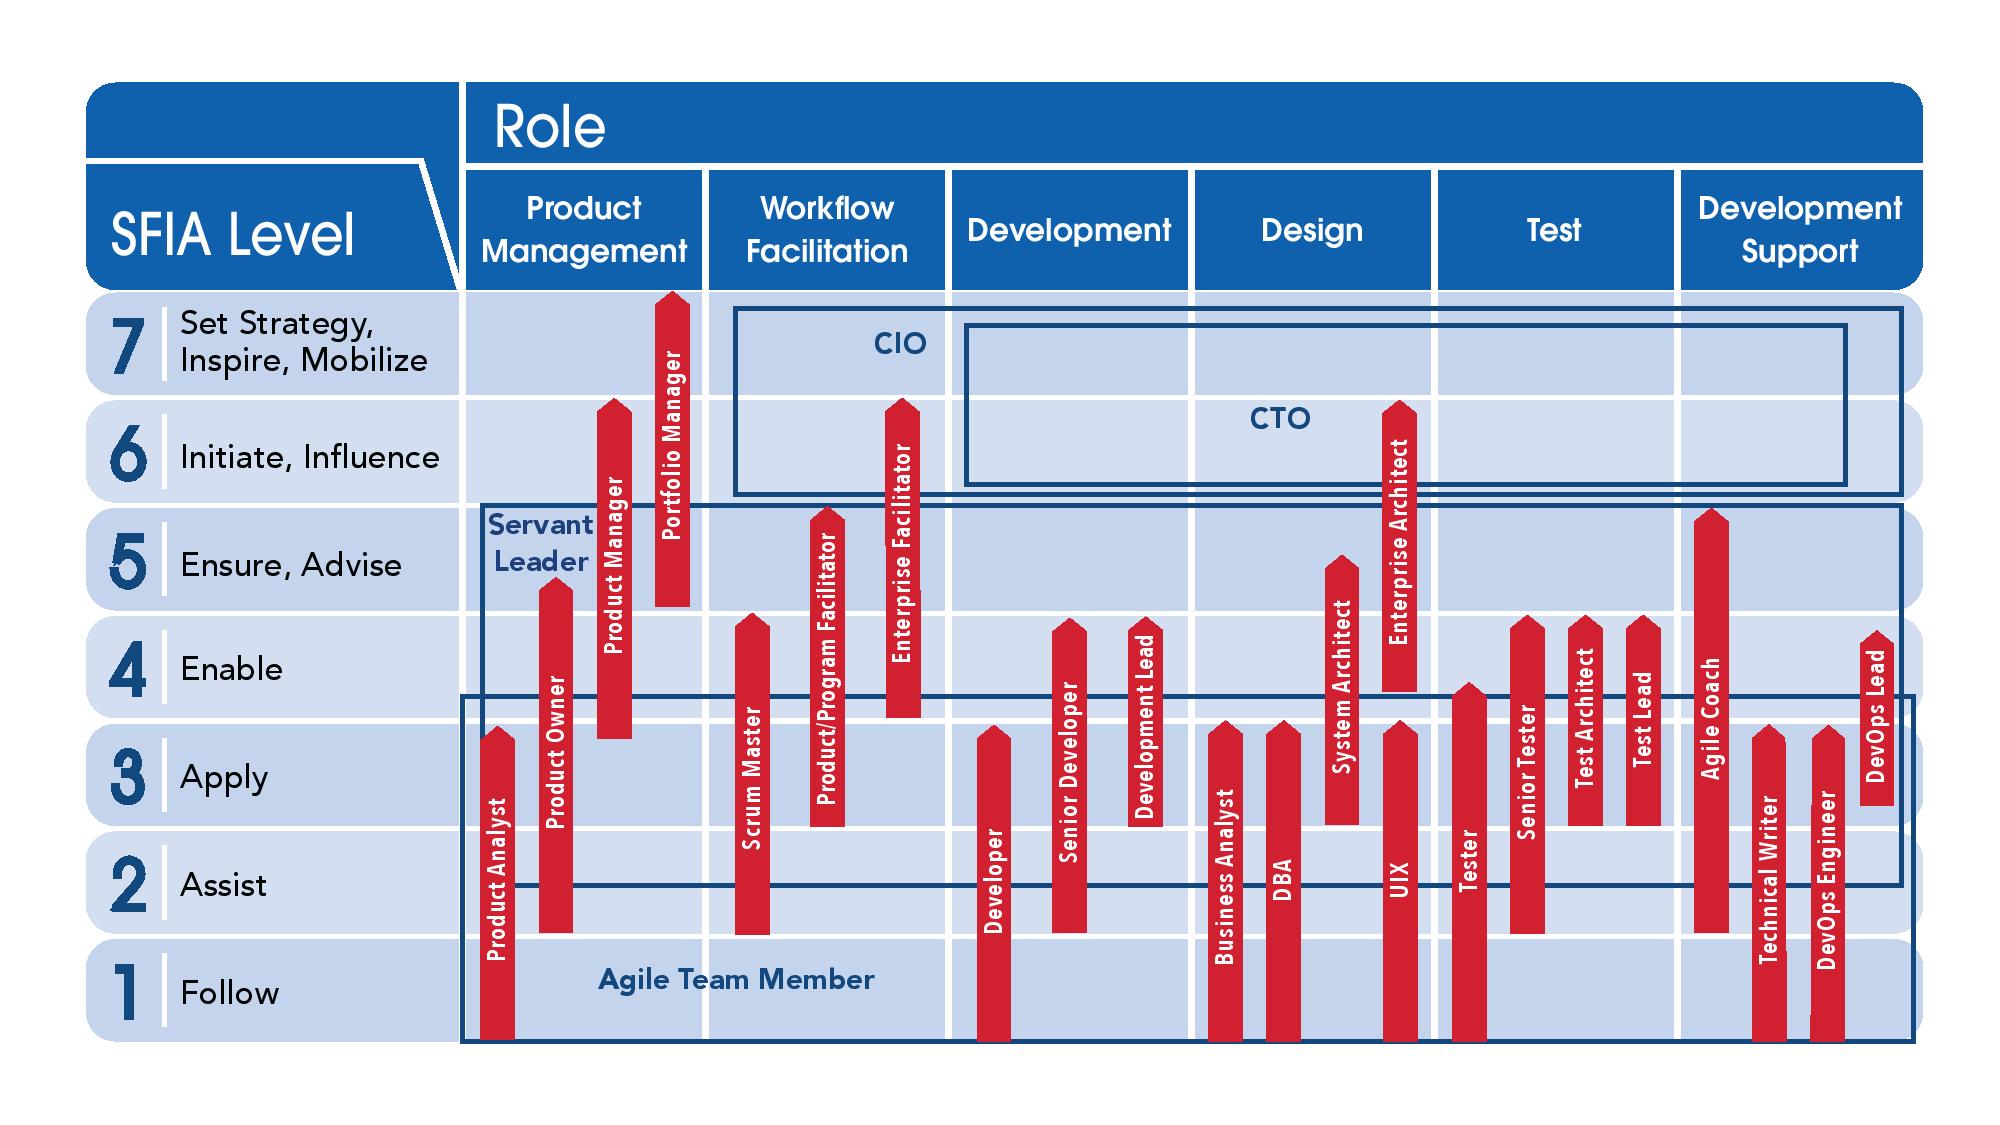 Role
SFIA Level
Product
Management
Workflow
Facilitation
Development
Design
Test
Development
Support
7
Set Strategy,
Inspire, Mobilize
6
Initiate, Influence
5
Ensure, Advise
4
Enable
3
Apply
2
Assist
1
Follow
CIO
CTO
Servant
Leader
Agile Team Member
Product Analyst
Product Owner
Product Manager
Portfolio Manager
Scrum Master
Product/Program Facilitator
Enterprise Facilitator
Developer
Senior Developer
Development Lead
Business Analyst
DBA
System Architect
Enterprise Architect
UIX
Tester
Senior Tester
Test Architect
Test Lead
Agile Coach
Technical Writer
DevOps Engineer
DevOps Lead